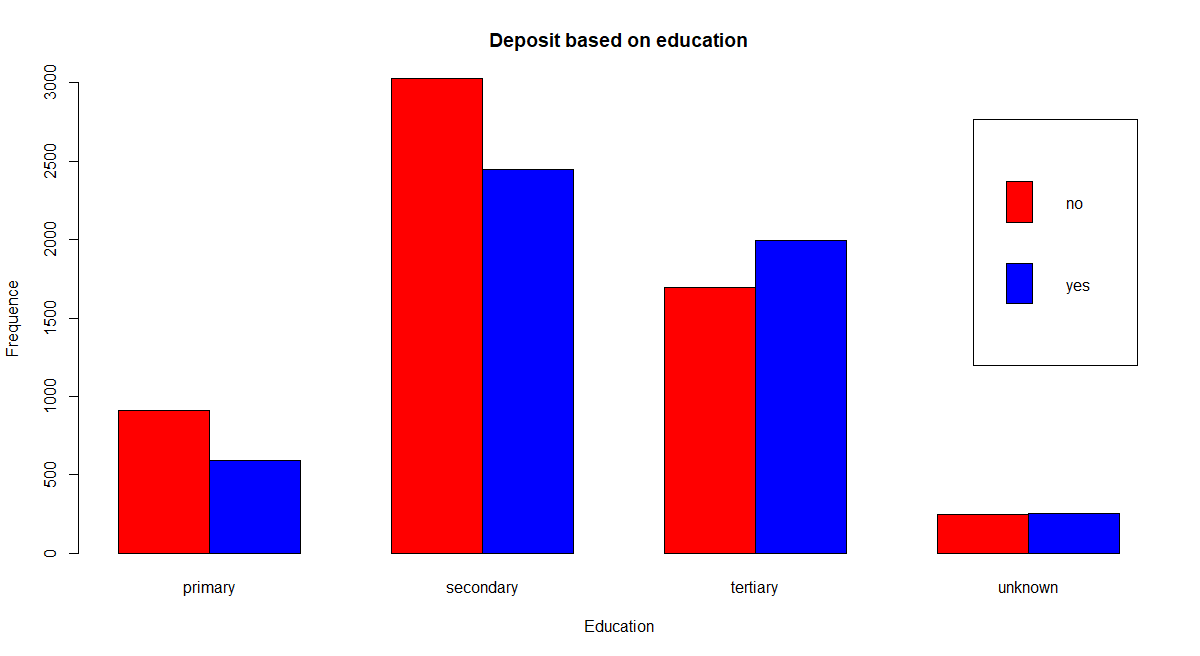 Deposit based on education
3000
2500
2000
1500
1000
500
0
Frequence
no
yes
primary secondary tertiary unknown
Education